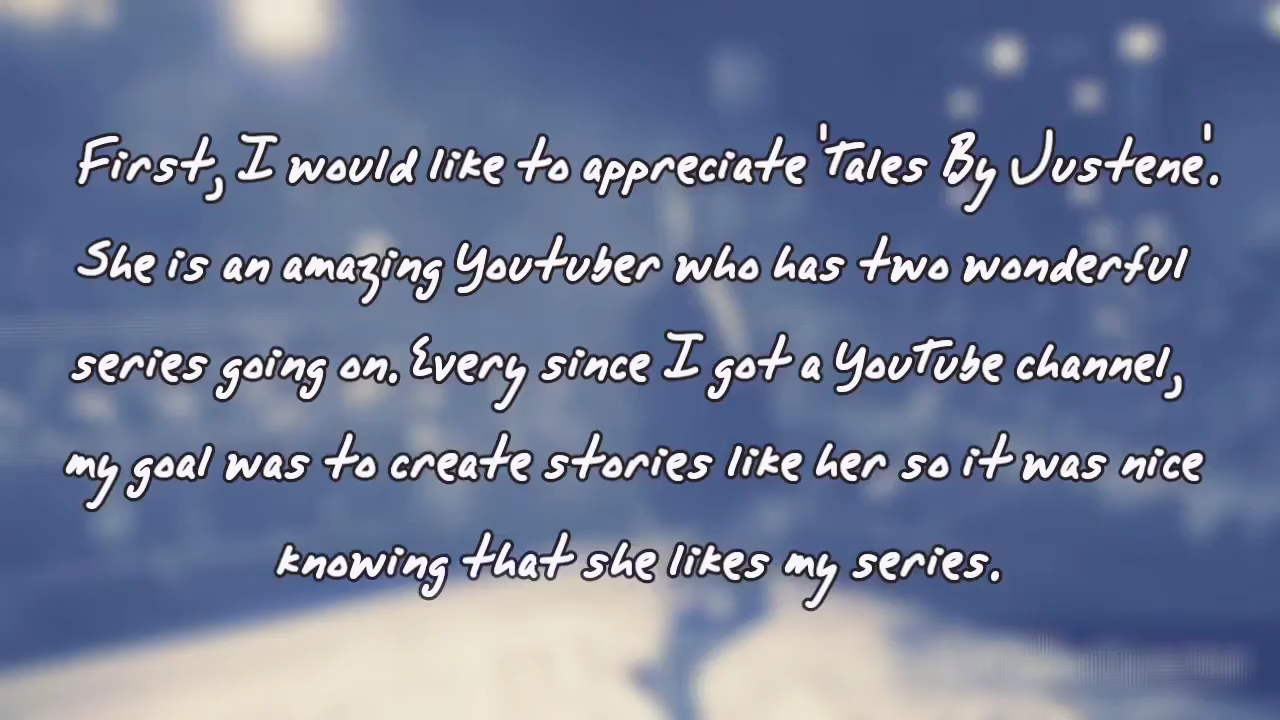 First, I would like to appreciate 'Tales By Justene'.
She is an amazing Youtuber who has two wonderful
series going on. Every since I got a YouTube channel,
my goal was to create stories like her so it was nice
knowing that she likes my series.